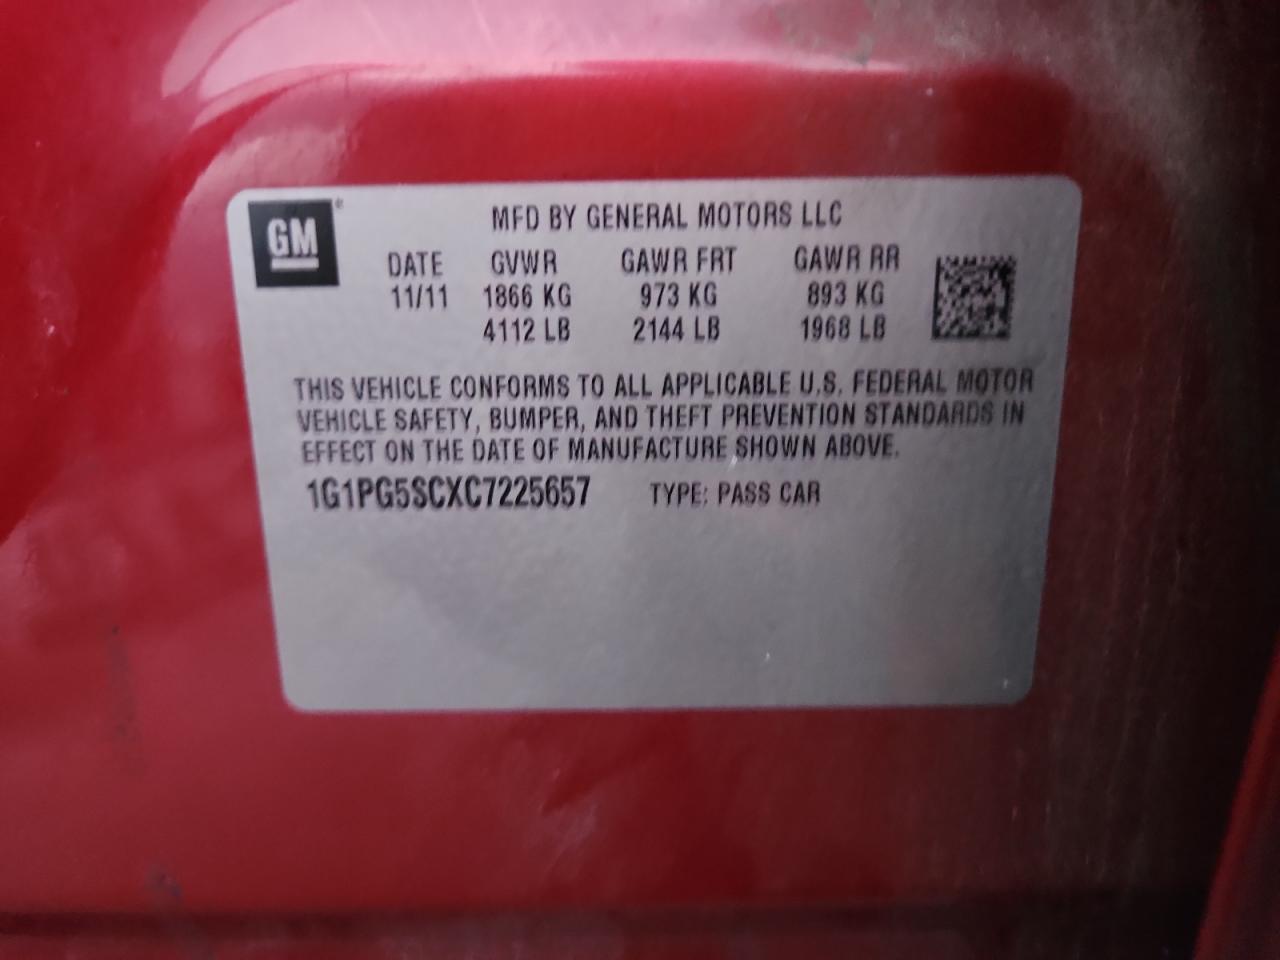 GM®
MFD BY GENERAL MOTORS LLC
DATE GVWR GAWR FRT GAWR RR
11/11 1866 KG 973 KG 893 KG
4112 LB 2144 LB 1968 LB
THIS VEHICLE CONFORMS TO ALL APPLICABLE U.S. FEDERAL MOTOR
VEHICLE SAFETY, BUMPER, AND THEFT PREVENTION STANDARDS IN
EFFECT ON THE DATE OF MANUFACTURE SHOWN ABOVE.
1G1PG5SCXC7225657 TYPE: PASS CAR